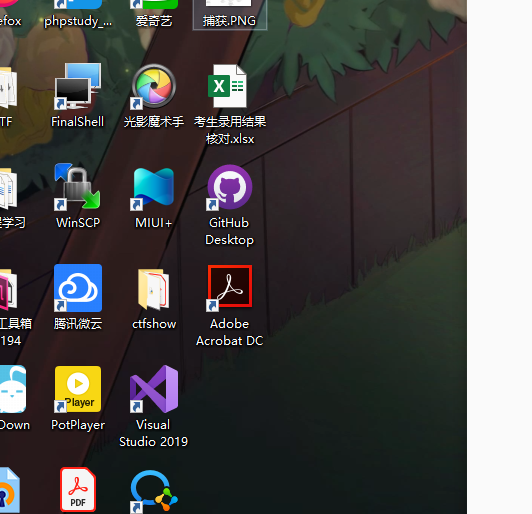 efox
phpstudy_...
爱奇艺
捕获.PNG
TF
FinalShell
光影魔术手
考生录用结果
核对.xlsx
学习
WinSCP
MIUI+
GitHub
Desktop
工具箱
194
腾讯微云
ctfshow
Adobe
Acrobat DC
Down
Player
PotPlayer
Visual
Studio 2019
PDF